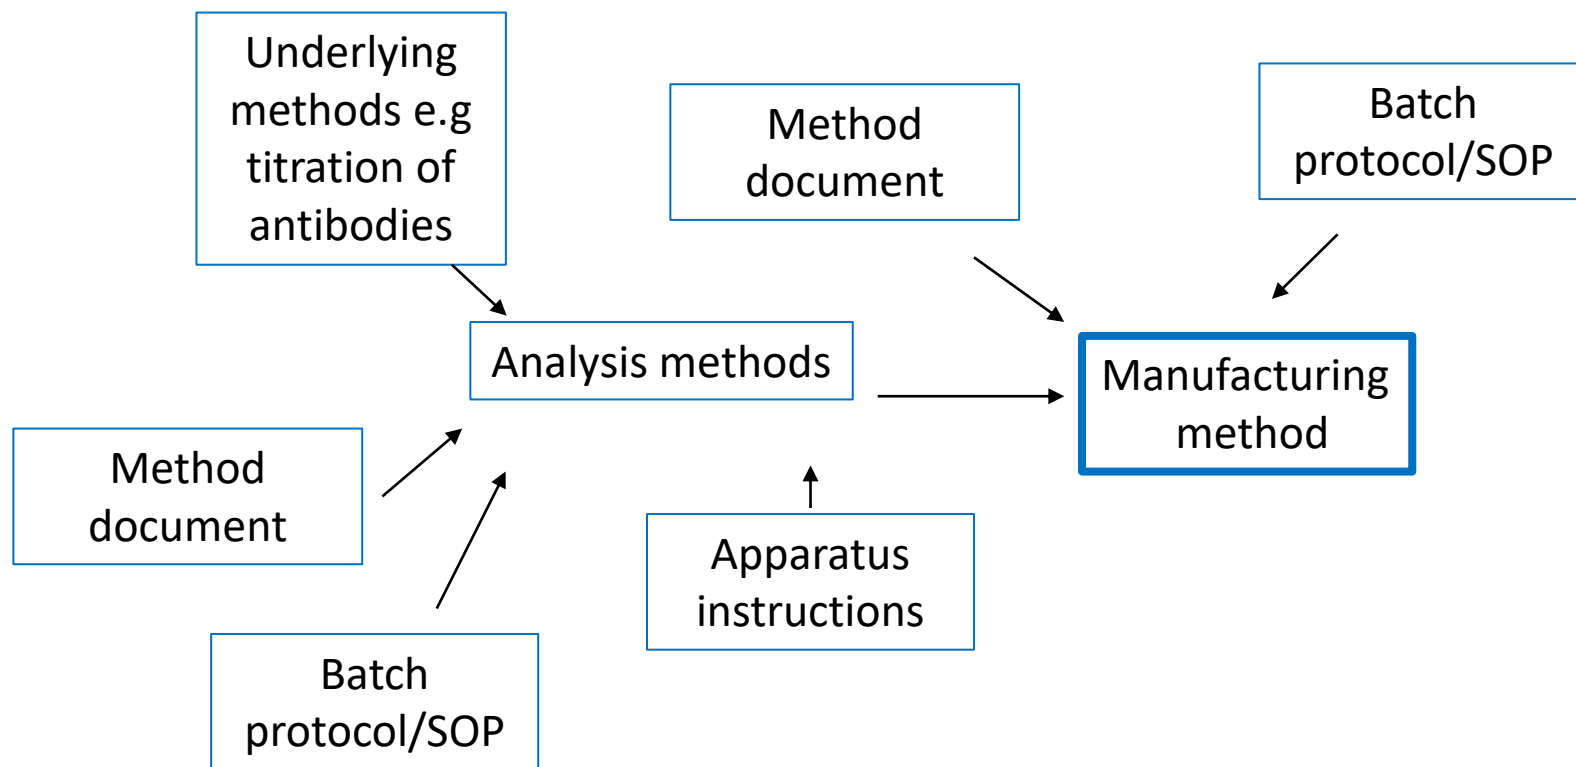 Underlying
methods e.g
titration of
antibodies
Method
document
Batch
protocol/SOP
Analysis methods
Manufacturing
method
Method
document
Apparatus
instructions
Batch
protocol/SOP